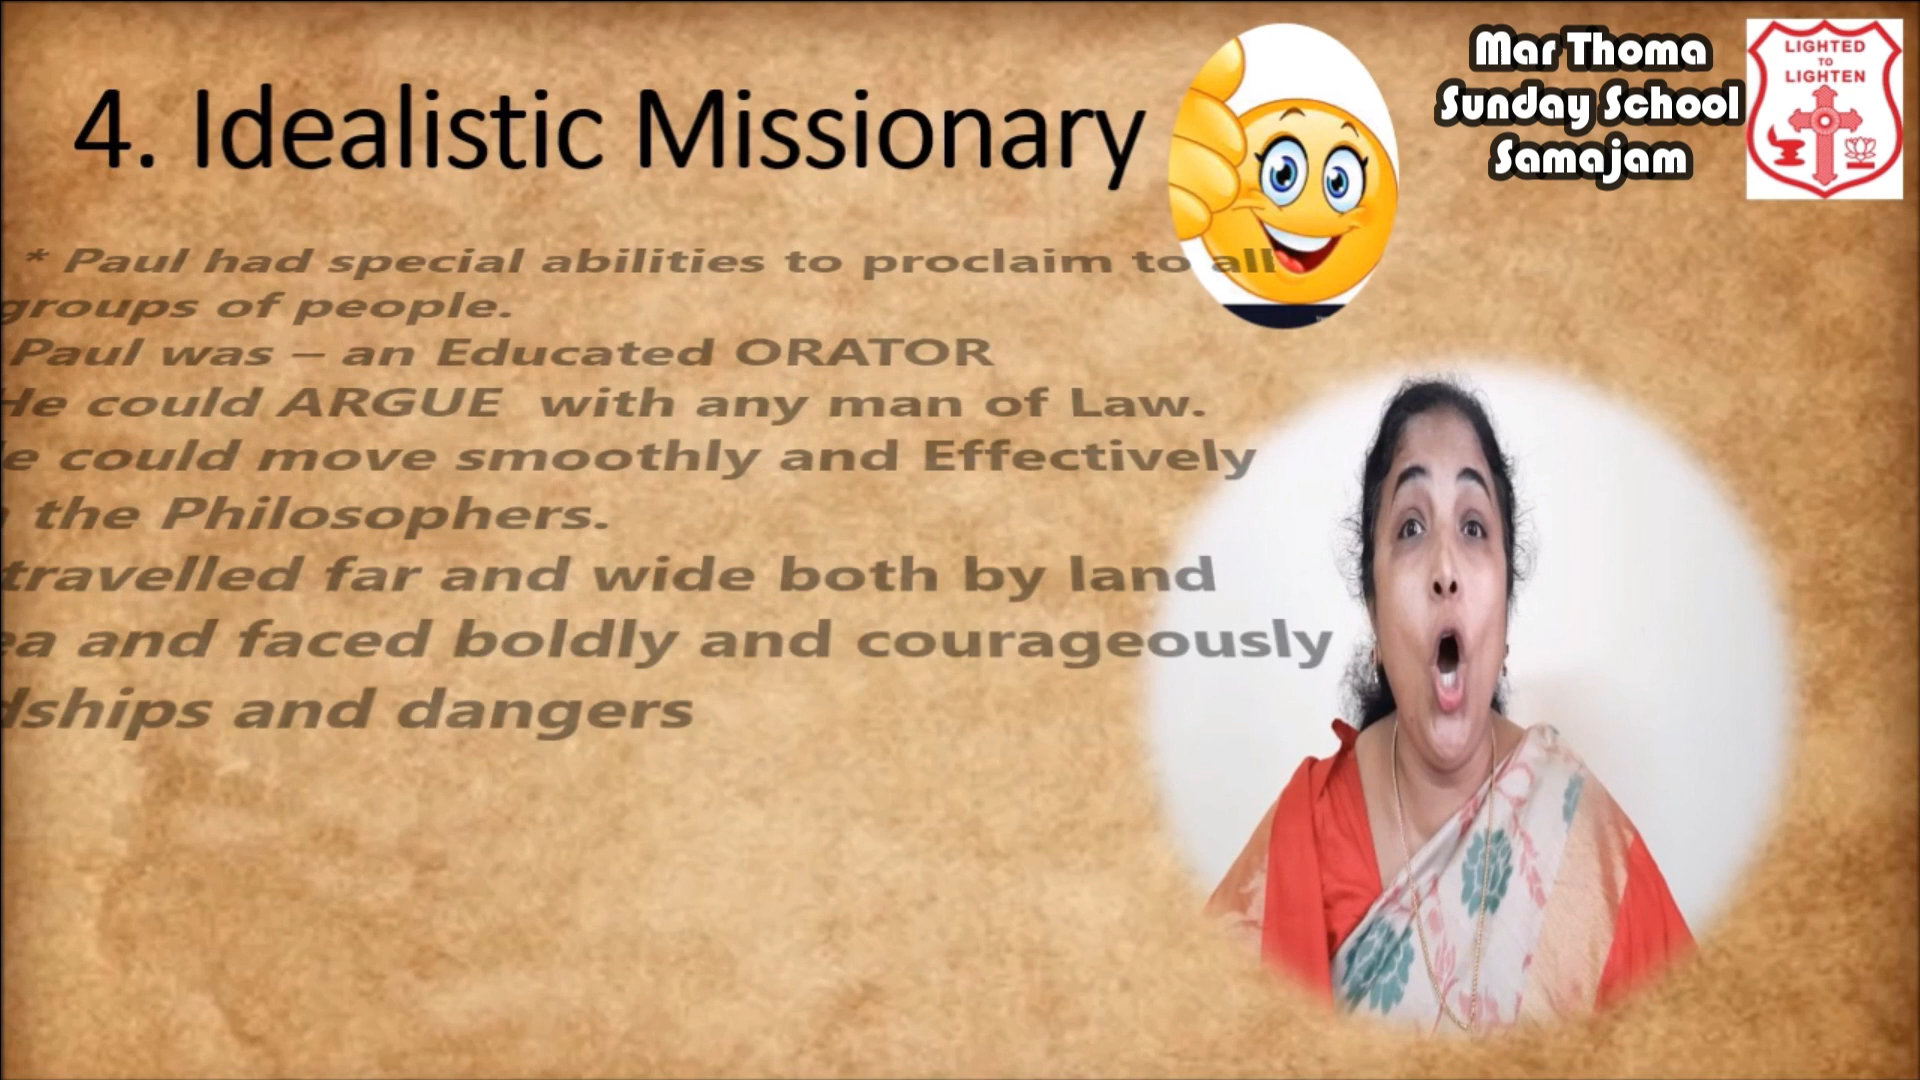 4. Idealistic Missionary
Mar Thoma
Sunday School
Samajam
LIGHTED
TO
LIGHTEN
* Paul had special abilities to proclaim to all
groups of people.
Paul was – an Educated ORATOR
He could ARGUE with any man of Law.
e could move smoothly and Effectively
the Philosophers.
travelled far and wide both by land
ea and faced boldly and courageously
dships and dangers